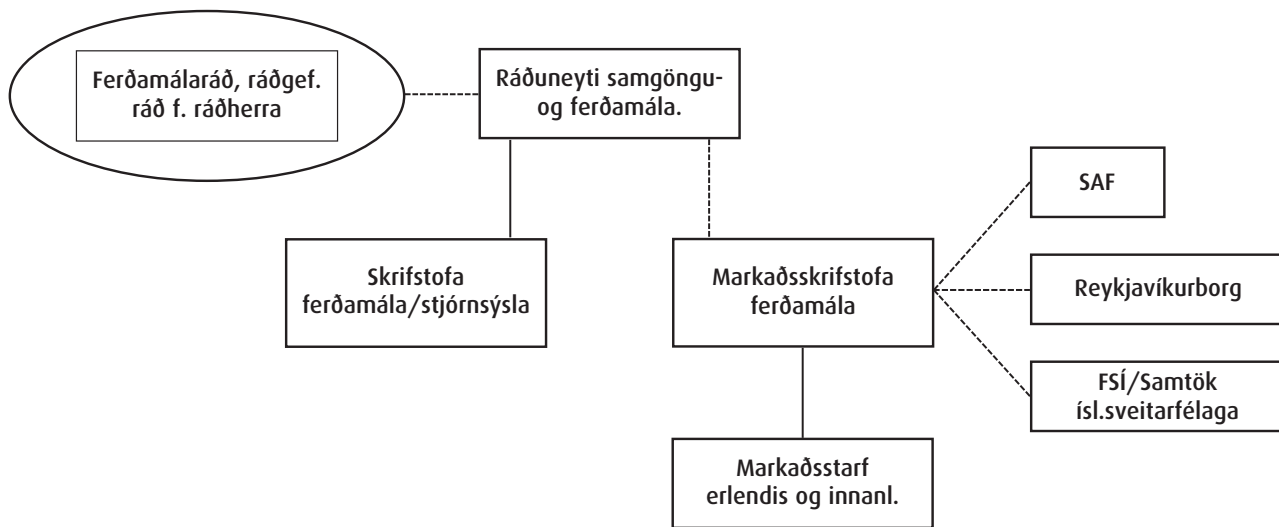 Ferðamálaráð, ráðgef.
ráð f. ráðherra
Ráðuneyti samgöngu-
og ferðamála.
SAF
Skrifstofa
ferðamála/stjórnsýsla
Markaðsskrifstofa
ferðamála
Reykjavíkurborg
FSÍ/Samtök
ísl.sveitarfélaga
Markaðsstarf
erlendis og innanl.